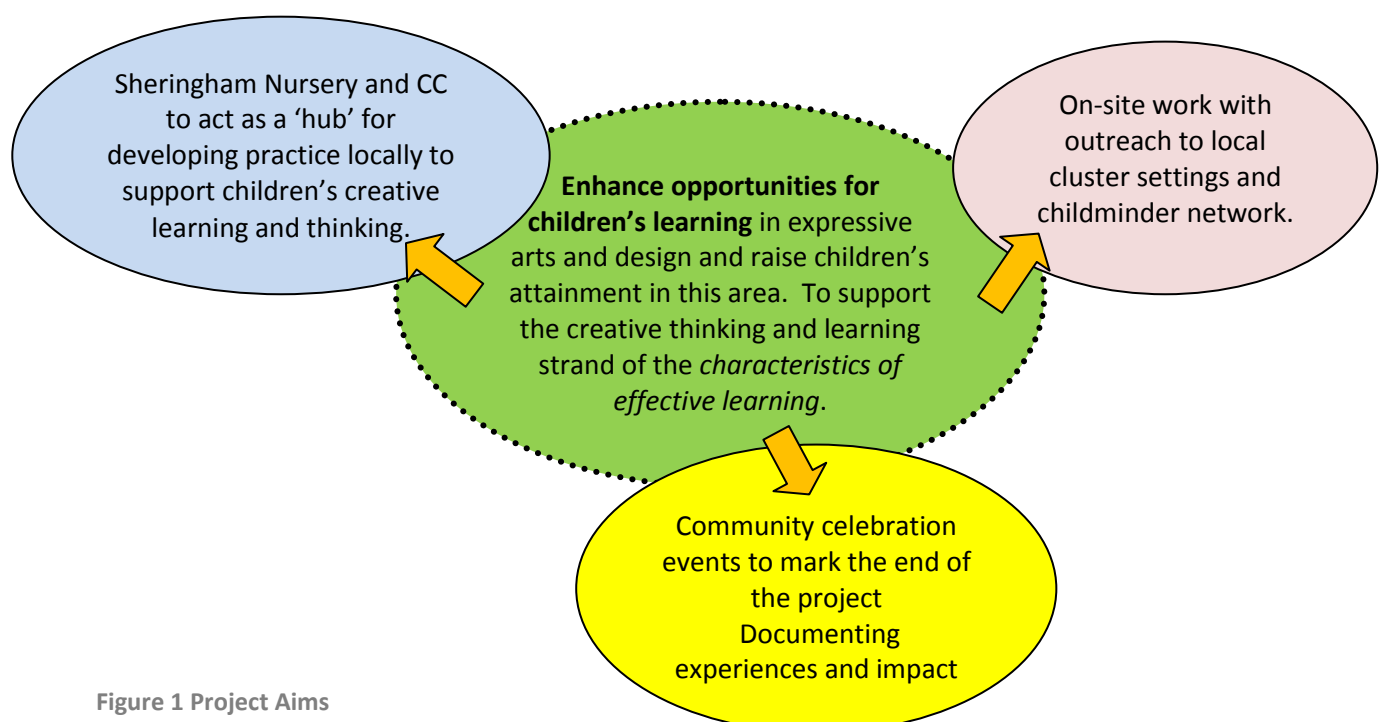 Sheringham Nursery and CC
to act as a ‘hub’ for
developing practice locally to
support children’s creative
learning and thinking.
Enhance opportunities for
children’s learning in expressive
arts and design and raise children’s
attainment in this area.  To support
the creative thinking and learning
strand of the characteristics of
effective learning.
On-site work with
outreach to local
cluster settings and
childminder network.
Community celebration
events to mark the end of
the project
Documenting
experiences and impact
Figure 1 Project Aims